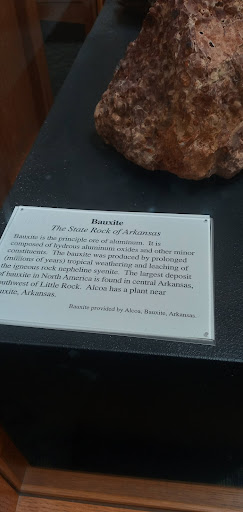 Bauxite
The State Rock of Arkansas
Bauxite is the principle ore of aluminum. It is
composed of hydrous aluminum oxides and other minor
constituents. The bauxite was produced by prolonged
(millions of years) tropical weathering and leaching of
the igneous rock nepheline syenite. The largest deposit
of bauxite in North America is found in central Arkansas,
southwest of Little Rock. Alcoa has a plant near
Bauxite, Arkansas.
Bauxite provided by Alcoa, Bauxite, Arkansas.